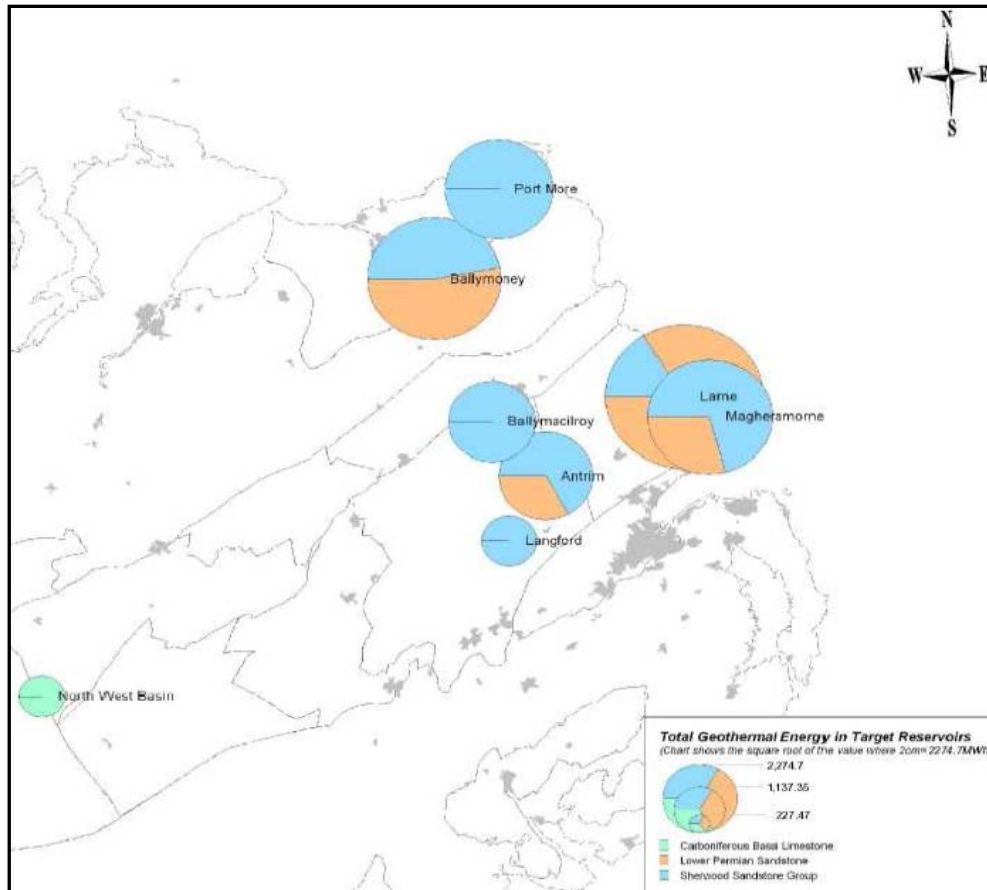 N
W E
S
Port More
Ballymoney
Larne
Magheramorne
Ballymacilroy
Antrim
Langford
North West Basin
Total Geothermal Energy in Target Reservoirs
(Chart shows the square root of the value where 2cm= 2274.7MWth
2,274.7
1,137.35
227.47
Carboniferous Basal Limestone
Lower Permian Sandstone
Sherwood Sandstore Group